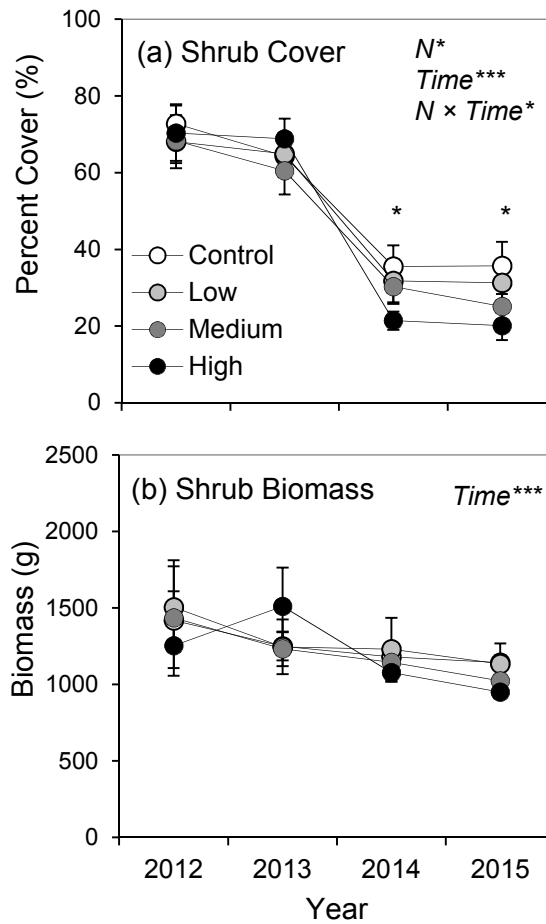 (a) Shrub Cover
N*
Time***
N × Time*
Percent Cover (%)
100
80
60
40
20
0
* *
Control
Low
Medium
High
(b) Shrub Biomass
Time***
Biomass (g)
2500
2000
1500
1000
500
0
2012 2013 2014 2015
Year